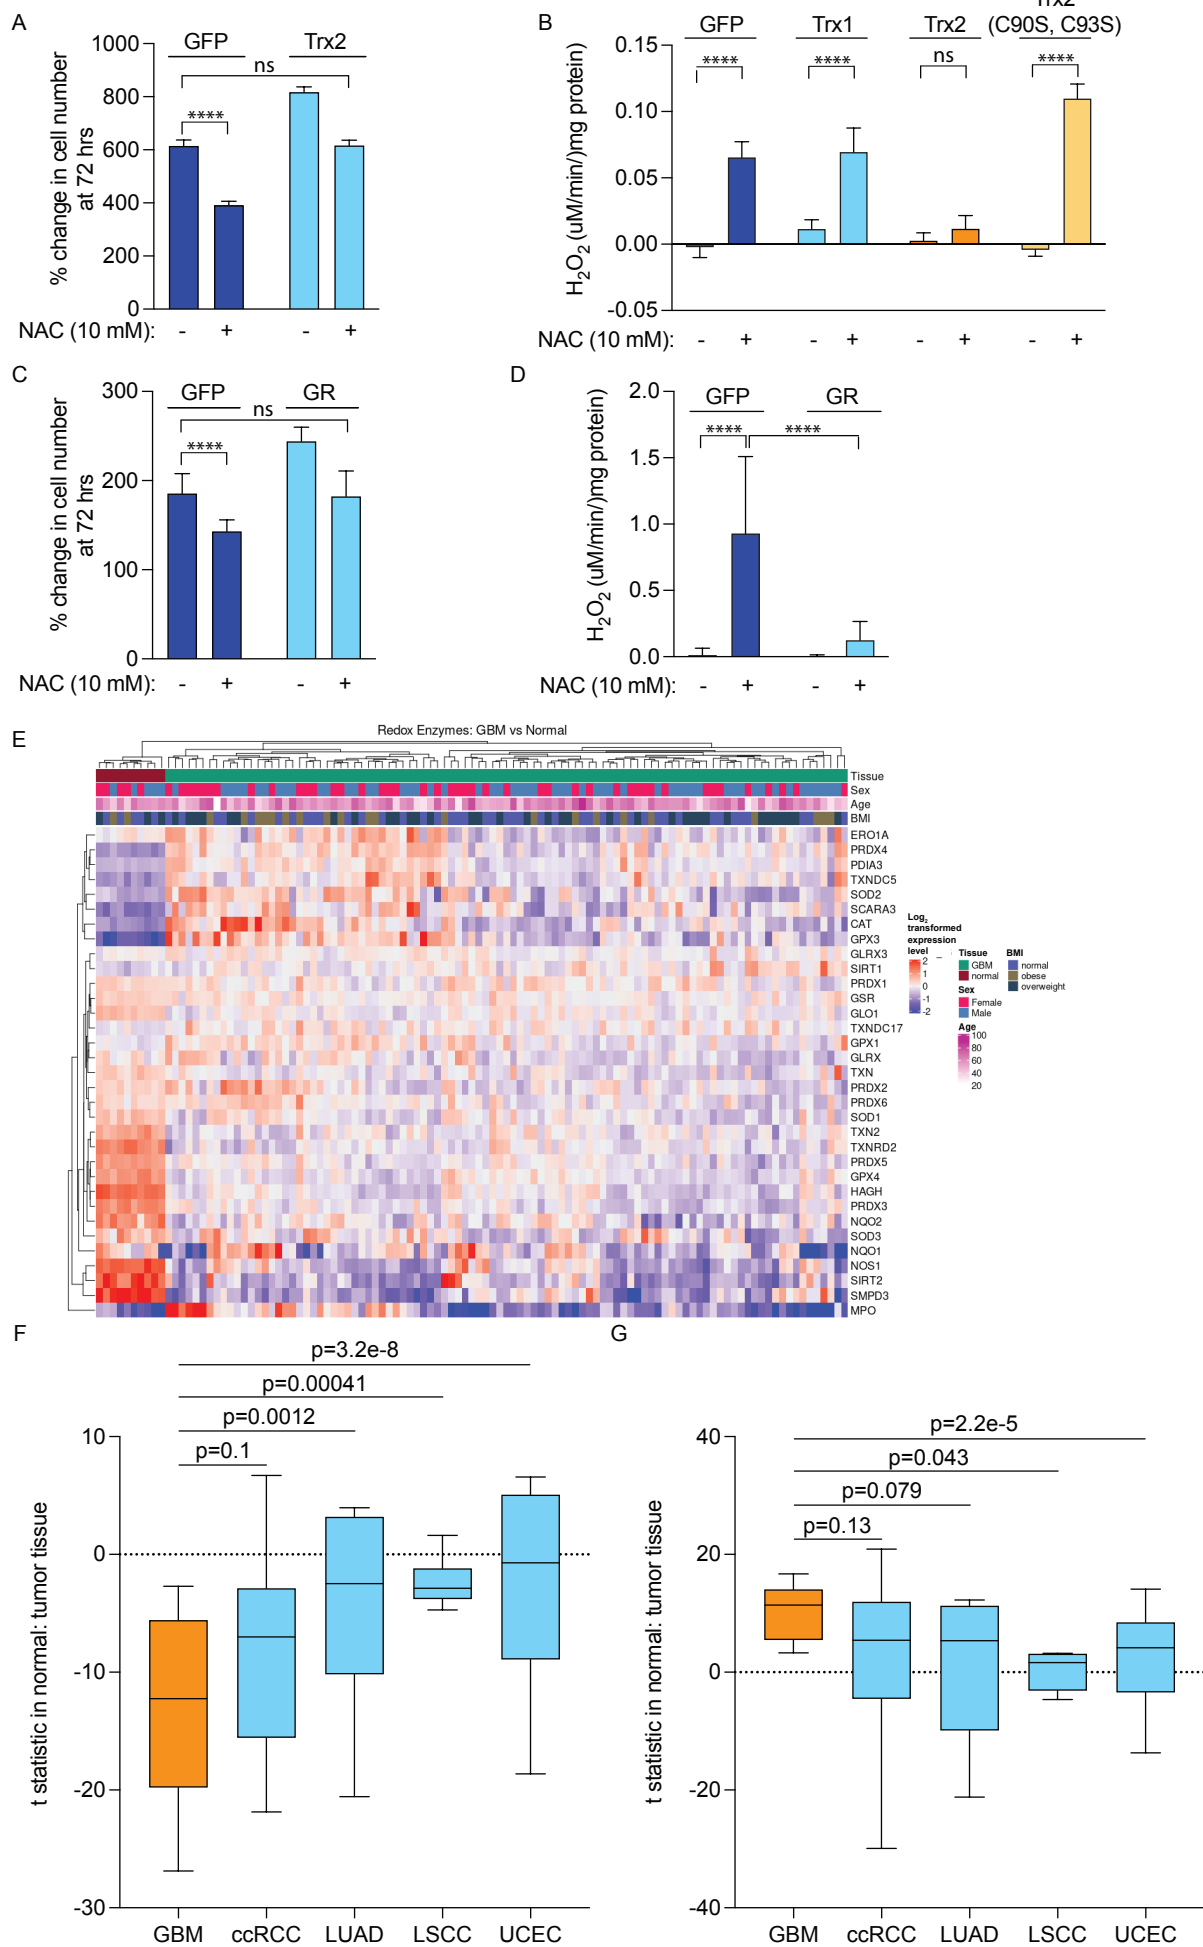 A
GFP
Trx2
ns
****
% change in cell number
at 72 hrs
1000
800
600
400
200
0
NAC (10 mM):
-
+
-
+
B
Trx2
GFP
Trx1
Trx2
(C90S, C93S)
****
****
ns
****
H2O2 (uM/min/)mg protein)
0.15
0.10
0.05
0.00
-0.05
NAC (10 mM):
-
+
-
+
-
+
-
+
C
GFP
GR
ns
****
% change in cell number
at 72 hrs
300
200
100
0
NAC (10 mM):
-
+
-
+
D
GFP
GR
****
****
H2O2 (uM/min/)mg protein)
2.0
1.5
1.0
0.5
0.0
NAC (10 mM):
-
+
-
+
E
Redox Enzymes: GBM vs Normal
Tissue
Sex
Age
BMI
ERO1A
PRDX4
PDIA3
TXNDC5
SOD2
SCARA3
CAT
GPX3
GLRX3
SIRT1
PRDX1
GSR
GLO1
TXNDC17
GPX1
GLRX
TXN
PRDX2
PRDX6
SOD1
TXN2
TXNRD2
PRDX5
GPX4
HAGH
PRDX3
NQO2
SOD3
NQO1
NOS1
SIRT2
SMPD3
MPO
Log2
transformed
expression
level
2
1
0
-1
-2
Tissue
GBM
normal
Sex
Female
Male
Age
100
80
60
40
20
BMI
normal
obese
overweight
F
p=3.2e-8
p=0.00041
p=0.0012
p=0.1
t statistic in normal: tumor tissue
10
0
-10
-20
-30
GBM
ccRCC
LUAD
LSCC
UCEC
G
p=2.2e-5
p=0.043
p=0.079
p=0.13
t statistic in normal: tumor tissue
40
20
0
-20
-40
GBM
ccRCC
LUAD
LSCC
UCEC